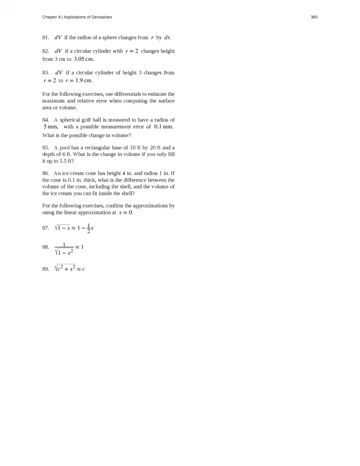 Chapter 4 | Applications of Derivatives 383
81. dV if the radius of a sphere changes from r by dr.
82. dV if a circular cylinder with r = 2 changes height
from 3 cm to 3.05 cm.
83. dV if a circular cylinder of height 3 changes from
r = 2 to r = 1.9 cm.
For the following exercises, use differentials to estimate the
maximum and relative error when computing the surface
area or volume.
84. A spherical golf ball is measured to have a radius of
5 mm, with a possible measurement error of 0.1 mm.
What is the possible change in volume?
85. A pool has a rectangular base of 10 ft by 20 ft and a
depth of 6 ft. What is the change in volume if you only fill
it up to 5.5 ft?
86. An ice cream cone has height 4 in. and radius 1 in. If
the cone is 0.1 in. thick, what is the difference between the
volume of the cone, including the shell, and the volume of
the ice cream you can fit inside the shell?
For the following exercises, confirm the approximations by
using the linear approximation at x = 0.
87. √1 − x ≈ 1 − 1/2 x
88. 1/√1 − x² ≈ 1
89. √c² + x² ≈ c